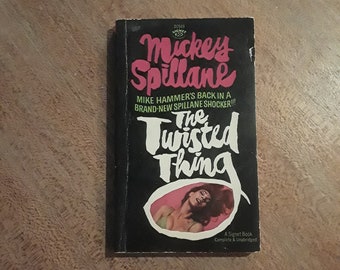 Mickey
Spillane
MIKE HAMMER'S BACK IN A
BRAND-NEW SPILLANE SHOCKER!!
The
Twisted
Thing
A Signet Book
Complete & Unabridged